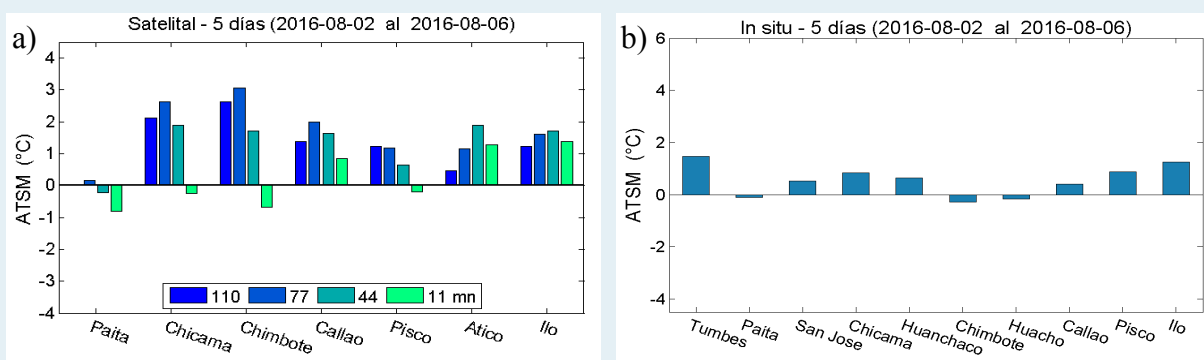 a)
Satelital - 5 días (2016-08-02 al 2016-08-06)
ATSM (°C)
4
3
2
1
0
-1
-2
-3
-4
110 77 44 11 mn
Paita Chicama Chimbote Callao Pisco Atico Ilo
b)
In situ - 5 días (2016-08-02 al 2016-08-06)
ATSM (°C)
6
4
2
0
-2
-4
Tumbes Paita San Jose Chicama Huanchaco Chimbote Huacho Callao Pisco Ilo